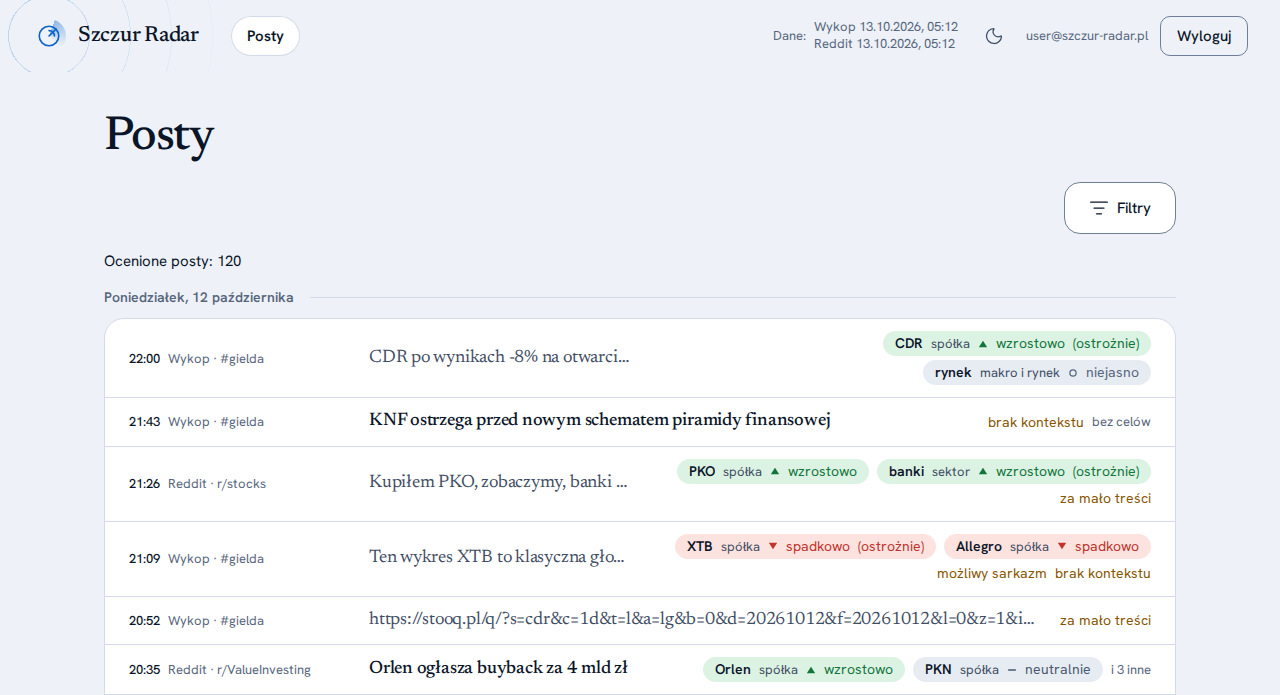 Szczur Radar
Posty
Dane:
Wykop 13.10.2026, 05:12
Reddit 13.10.2026, 05:12
user@szczur-radar.pl
Wyloguj
Posty
Filtry
Ocenione posty: 120
Poniedziałek, 12 października
22:00 Wykop · #gielda CDR po wynikach -8% na otwarci… CDR spółka ▲ wzrostowo (ostrożnie)
rynek makro i rynek ○ niejasno
21:43 Wykop · #gielda KNF ostrzega przed nowym schematem piramidy finansowej brak kontekstu bez celów
21:26 Reddit · r/stocks Kupiłem PKO, zobaczymy, banki … PKO spółka ▲ wzrostowo banki sektor ▲ wzrostowo (ostrożnie)
za mało treści
21:09 Wykop · #gielda Ten wykres XTB to klasyczna gło… XTB spółka ▼ spadkowo (ostrożnie) Allegro spółka ▼ spadkowo
możliwy sarkazm brak kontekstu
20:52 Wykop · #gielda https://stooq.pl/q/?s=cdr&c=1d&t=l&a=lg&b=0&d=20261012&f=20261012&l=0&z=1&i… za mało treści
20:35 Reddit · r/ValueInvesting Orlen ogłasza buyback za 4 mld zł Orlen spółka ▲ wzrostowo PKN spółka – neutralnie i 3 inne